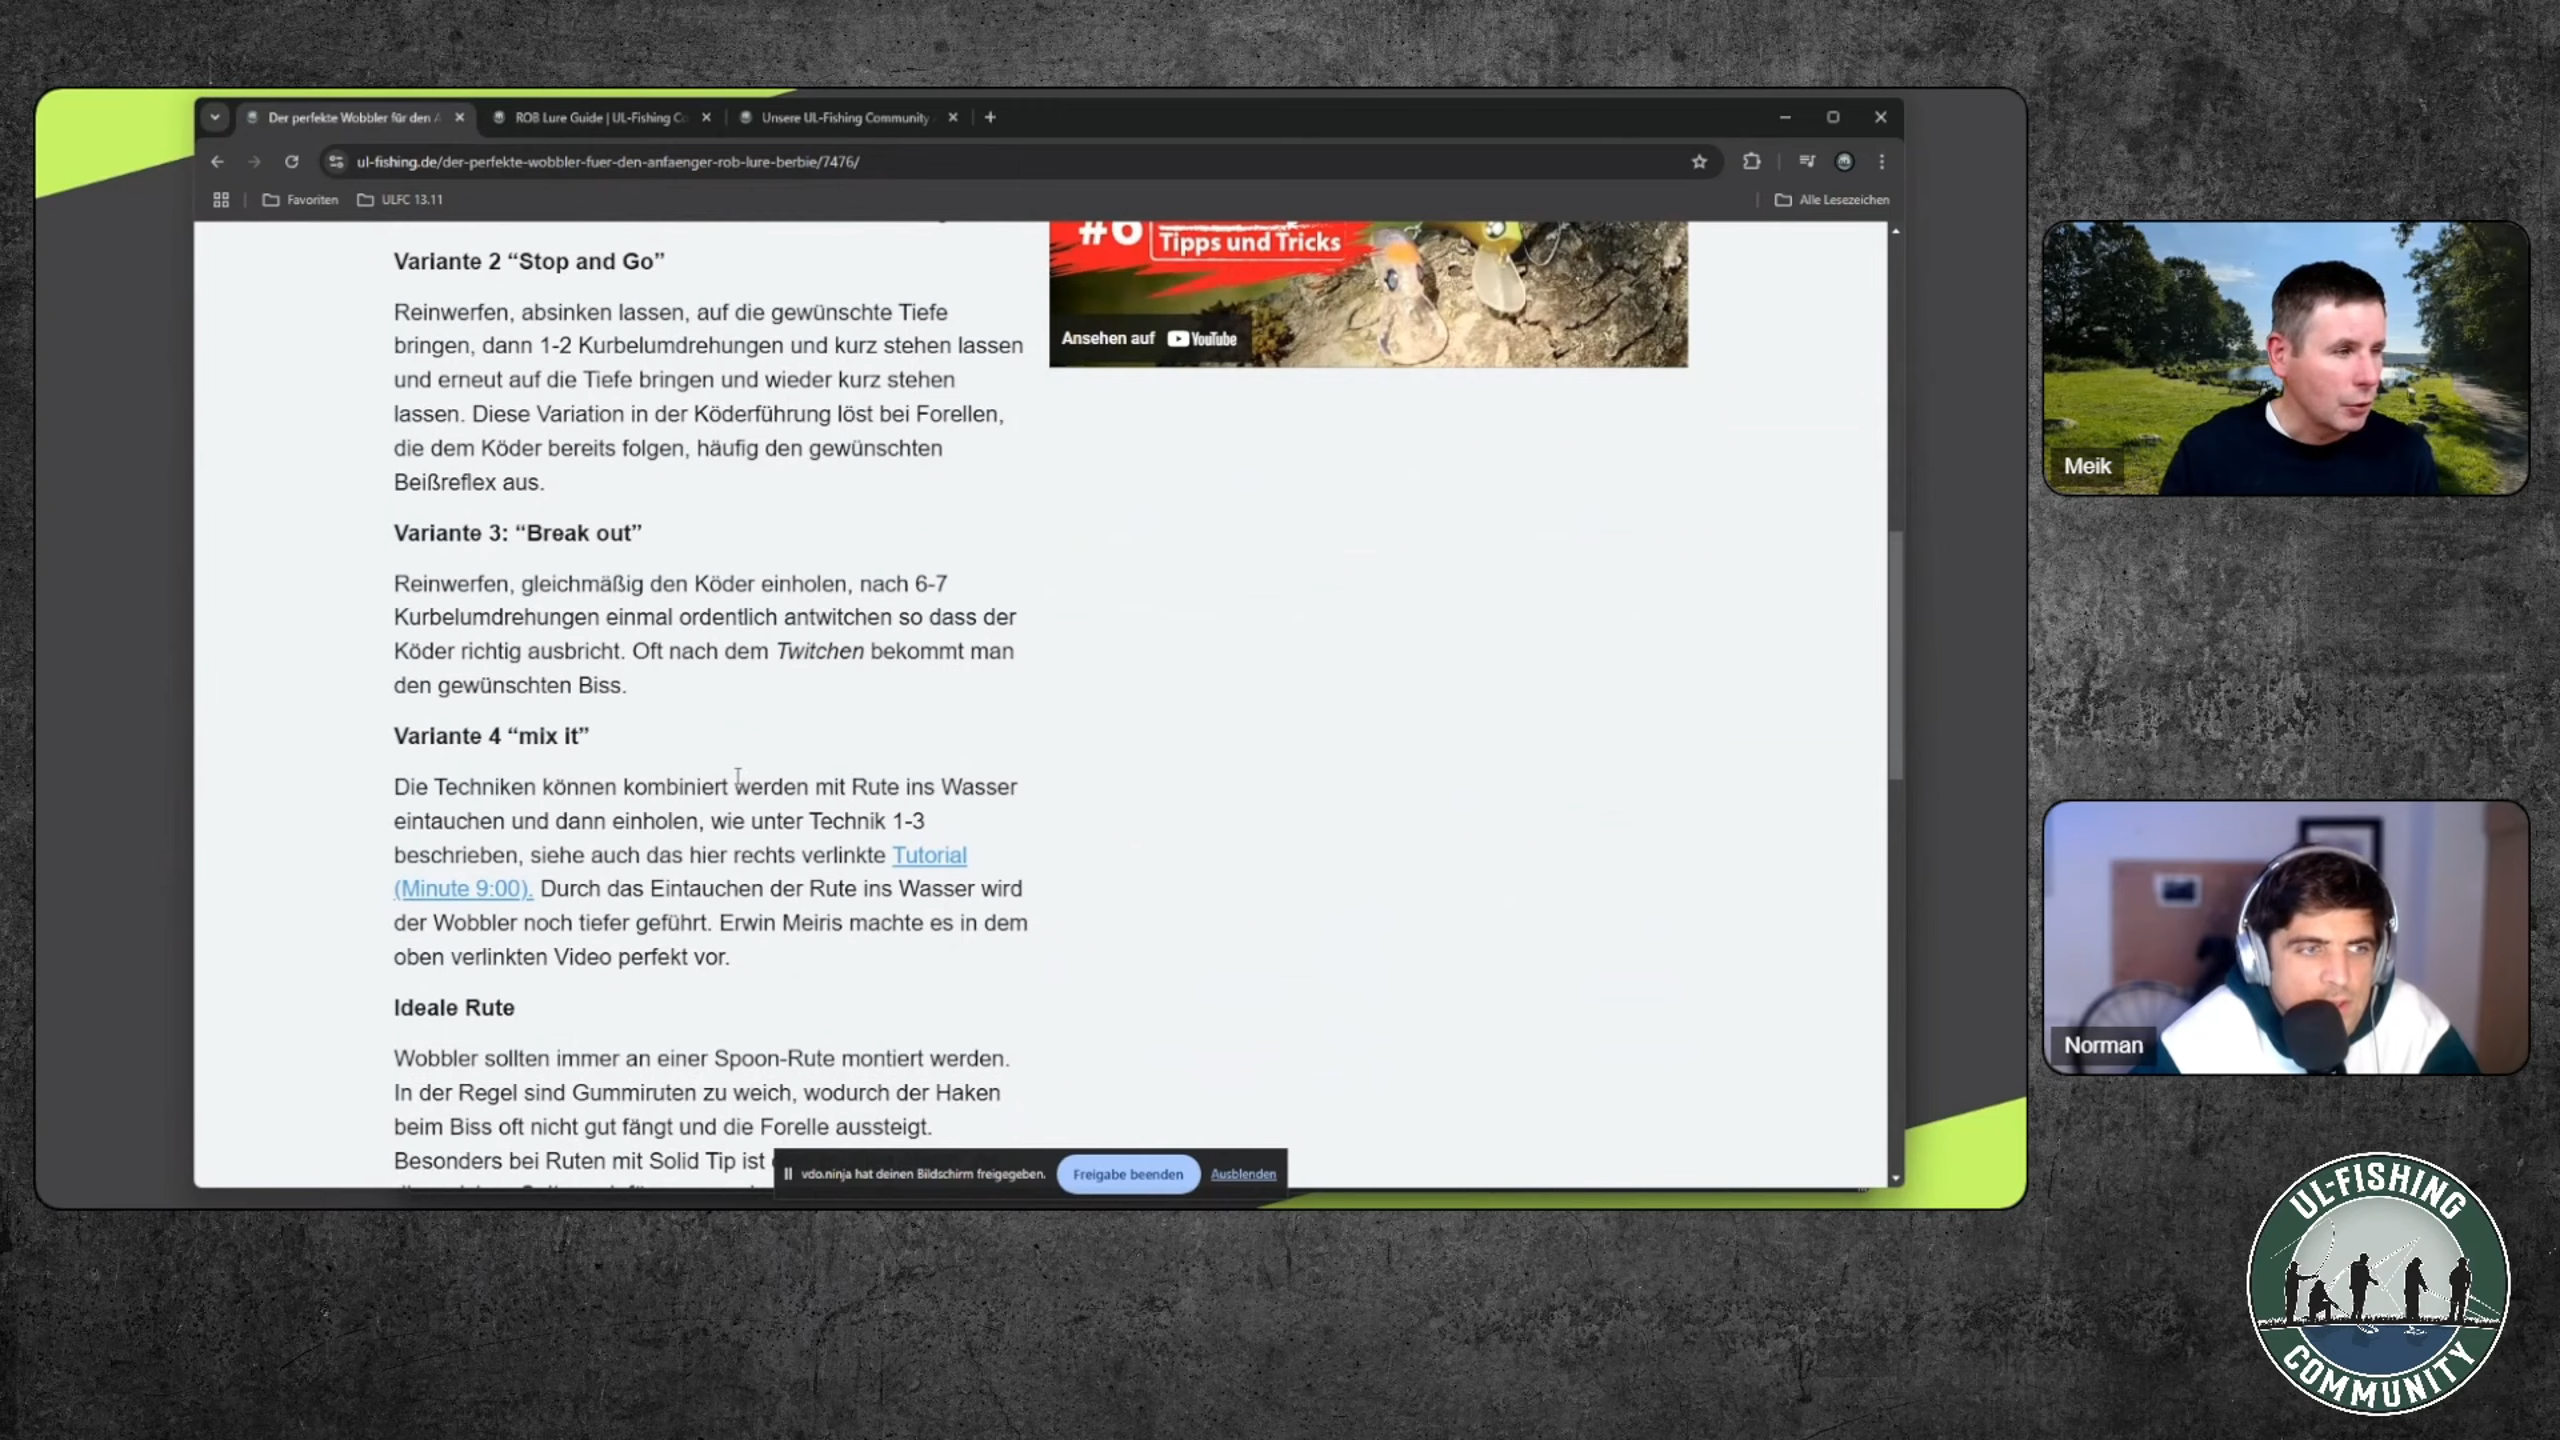 Der perfekte Wobbler für den A
ROB Lure Guide | UL-Fishing Co
Unsere UL-Fishing Community
ul-fishing.de/der-perfekte-wobbler-fuer-den-anfaenger-rob-lure-berbie/7476/
Favoriten
ULFC 13.11
Alle Lesezeichen
Variante 2 “Stop and Go”
Reinwerfen, absinken lassen, auf die gewünschte Tiefe
bringen, dann 1-2 Kurbelumdrehungen und kurz stehen lassen
und erneut auf die Tiefe bringen und wieder kurz stehen
lassen. Diese Variation in der Köderführung löst bei Forellen,
die dem Köder bereits folgen, häufig den gewünschten
Beißreflex aus.
Variante 3: “Break out”
Reinwerfen, gleichmäßig den Köder einholen, nach 6-7
Kurbelumdrehungen einmal ordentlich antwitchen so dass der
Köder richtig ausbricht. Oft nach dem Twitchen bekommt man
den gewünschten Biss.
Variante 4 “mix it”
Die Techniken können kombiniert werden mit Rute ins Wasser
eintauchen und dann einholen, wie unter Technik 1-3
beschrieben, siehe auch das hier rechts verlinkte Tutorial
(Minute 9:00). Durch das Eintauchen der Rute ins Wasser wird
der Wobbler noch tiefer geführt. Erwin Meiris machte es in dem
oben verlinkten Video perfekt vor.
Ideale Rute
Wobbler sollten immer an einer Spoon-Rute montiert werden.
In der Regel sind Gummiruten zu weich, wodurch der Haken
beim Biss oft nicht gut fängt und die Forelle aussteigt.
Besonders bei Ruten mit Solid Tip ist
#6
Tipps und Tricks
Ansehen auf YouTube
vdo.ninja hat deinen Bildschirm freigegeben.
Freigabe beenden
Ausblenden
Meik
Norman
UL-FISHING
COMMUNITY